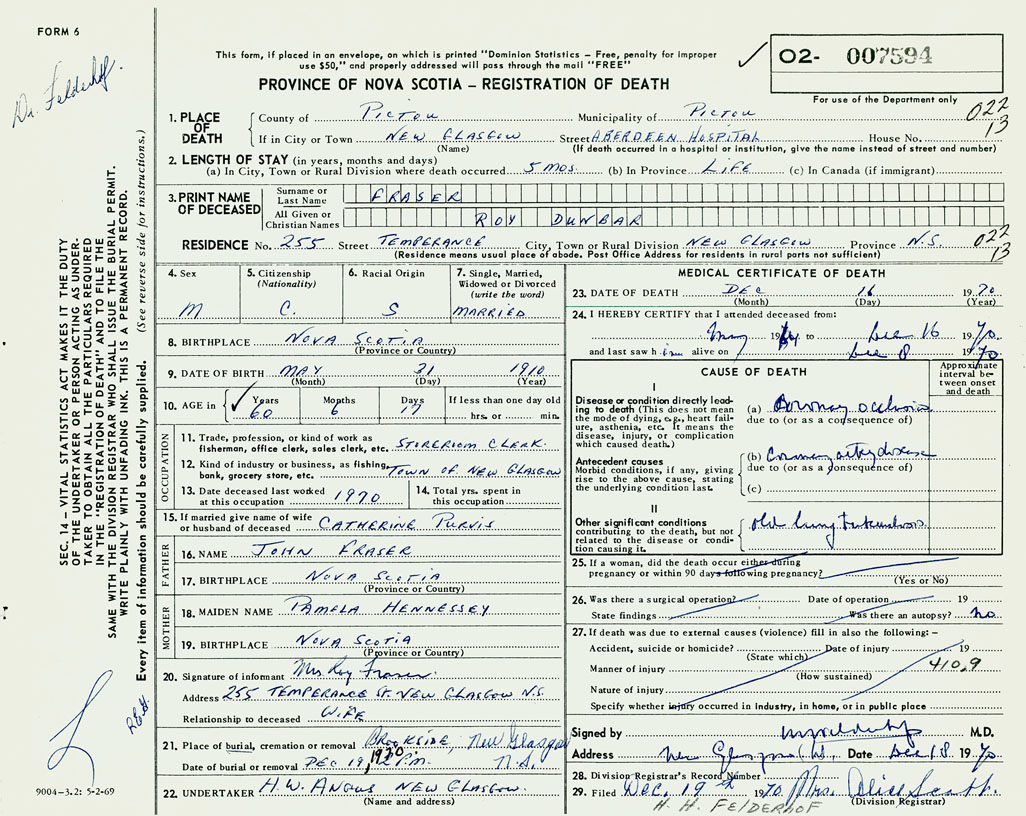 FORM 6
Dr. Felderhof.
This form, if placed in an envelope, on which is printed "Dominion Statistics – Free, penalty for improper
use $50," and properly addressed will pass through the mail "FREE"
PROVINCE OF NOVA SCOTIA – REGISTRATION OF DEATH
O2- 007594
For use of the Department only
022
13
1. PLACE OF DEATH
County of PICTOU Municipality of PICTOU
If in City or Town NEW GLASGOW Street ABERDEEN HOSPITAL House No.
(Name) (If death occurred in a hospital or institution, give the name instead of street and number)
2. LENGTH OF STAY (in years, months and days)
(a) In City, Town or Rural Division where death occurred 5 MOS. (b) In Province LIFE (c) In Canada (if immigrant)
3. PRINT NAME OF DECEASED
Surname or Last Name FRASER
All Given or Christian Names ROY DUNBAR
RESIDENCE No. 255 Street TEMPERANCE City, Town or Rural Division NEW GLASGOW Province N.S.
(Residence means usual place of abode. Post Office Address for residents in rural parts not sufficient)
022
13
4. Sex
M
5. Citizenship
(Nationality)
C.
6. Racial Origin
S
7. Single, Married,
Widowed or Divorced
(write the word)
MARRIED
8. BIRTHPLACE NOVA SCOTIA
(Province or Country)
9. DATE OF BIRTH MAY 31 1910
(Month) (Day) (Year)
10. AGE in Years Months Days If less than one day old
60 6 17 hrs. or min.
OCCUPATION
11. Trade, profession, or kind of work as
fisherman, office clerk, sales clerk, etc. STOREROOM CLERK.
12. Kind of industry or business, as fishing,
bank, grocery store, etc. TOWN OF NEW GLASGOW
13. Date deceased last worked
at this occupation 1970
14. Total yrs. spent in
this occupation
15. If married give name of wife
or husband of deceased CATHERINE PURVIS
FATHER
16. NAME JOHN FRASER
17. BIRTHPLACE NOVA SCOTIA
(Province or Country)
MOTHER
18. MAIDEN NAME PAMELA HENNESSEY
19. BIRTHPLACE NOVA SCOTIA
(Province or Country)
20. Signature of informant Mrs Roy Fraser.
Address 255 TEMPERANCE ST. NEW GLASGOW N.S.
Relationship to deceased WIFE
21. Place of burial, cremation or removal BROOKSIDE, New Glasgow
N.S.
Date of burial or removal DEC 19, 1970 P.M.
22. UNDERTAKER H.W. ANGUS NEW GLASGOW.
(Name and address)
MEDICAL CERTIFICATE OF DEATH
23. DATE OF DEATH DEC 16 1970
(Month) (Day) (Year)
24. I HEREBY CERTIFY that I attended deceased from:
May 19 to Dec 16 1970
and last saw him alive on Dec 8 1970
CAUSE OF DEATH
Approximate
interval be-
tween onset
and death
I
Disease or condition directly lead-
ing to death (This does not mean
the mode of dying, e.g., heart fail-
ure, asthenia, etc. It means the
disease, injury, or complication
which caused death.)
(a) Coronary occlusion
due to (or as a consequence of)
Antecedent causes
Morbid conditions, if any, giving
rise to the above cause, stating
the underlying condition last.
(b) Coronary artery disease
due to (or as a consequence of)
(c)
II
Other significant conditions
contributing to the death, but not
related to the disease or condi-
tion causing it.
old lung tuberculosis
25. If a woman, did the death occur either during
pregnancy or within 90 days following pregnancy?
(Yes or No)
26. Was there a surgical operation? Date of operation 19
State findings Was there an autopsy? no
27. If death was due to external causes (violence) fill in also the following:–
Accident, suicide or homicide? Date of injury 19
(State which)
Manner of injury 410.9
(How sustained)
Nature of injury
Specify whether injury occurred in industry, in home, or in public place
Signed by M.D.
Address New Glasgow N.S. Date Dec 18 1970
28. Division Registrar's Record Number
29. Filed Dec. 19th 1970 Mrs. Alice Scott.
(Division Registrar)
H. H. FELDERHOF
SEC. 14 – VITAL STATISTICS ACT MAKES IT THE DUTY
OF THE UNDERTAKER OR PERSON ACTING AS UNDER-
TAKER TO OBTAIN ALL THE PARTICULARS REQUIRED
IN THE "REGISTRATION OF DEATH" AND TO FILE THE
SAME WITH THE DIVISION REGISTRAR WHO SHALL ISSUE THE BURIAL PERMIT.
WRITE PLAINLY WITH UNFADING INK. THIS IS A PERMANENT RECORD.
Every item of information should be carefully supplied. (See reverse side for instructions.)
9004-3.2: 5-2-69